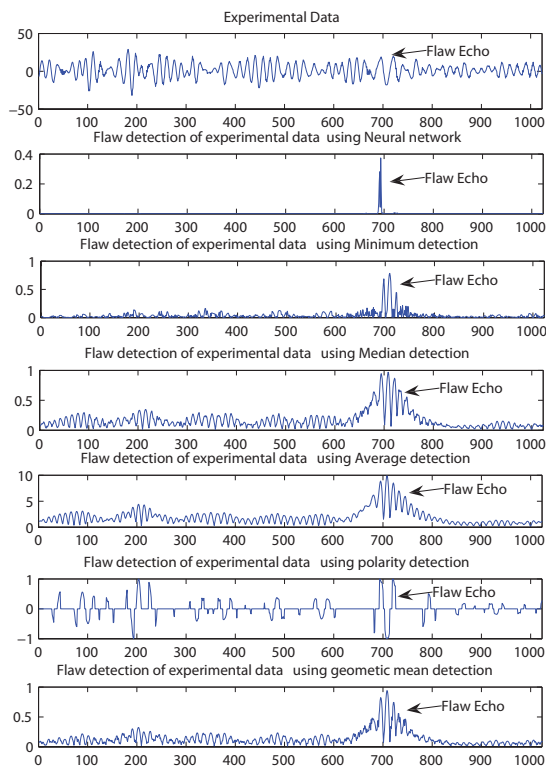 Experimental Data
50
0
−50
Flaw Echo
0 100 200 300 400 500 600 700 800 900 1000
Flaw detection of experimental data using Neural network
0.4
0.2
0
Flaw Echo
0 100 200 300 400 500 600 700 800 900 1000
Flaw detection of experimental data using Minimum detection
1
0.5
0
Flaw Echo
0 100 200 300 400 500 600 700 800 900 1000
Flaw detection of experimental data using Median detection
1
0.5
0
Flaw Echo
0 100 200 300 400 500 600 700 800 900 1000
Flaw detection of experimental data using Average detection
10
5
0
Flaw Echo
0 100 200 300 400 500 600 700 800 900 1000
Flaw detection of experimental data using polarity detection
1
0
−1
Flaw Echo
0 100 200 300 400 500 600 700 800 900 1000
Flaw detection of experimental data using geometric mean detection
1
0.5
0
Flaw Echo
0 100 200 300 400 500 600 700 800 900 1000